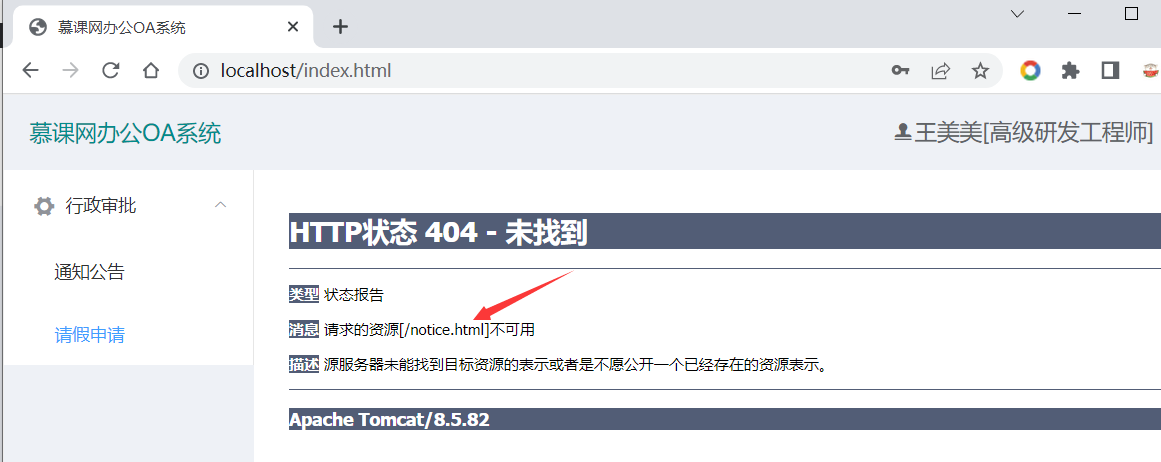 慕课网办公OA系统
localhost/index.html
慕课网办公OA系统
王美美[高级研发工程师]
行政审批
通知公告
请假申请
HTTP状态 404 - 未找到
类型 状态报告
消息 请求的资源[/notice.html]不可用
描述 源服务器未能找到目标资源的表示或者是不愿公开一个已经存在的资源表示。
Apache Tomcat/8.5.82